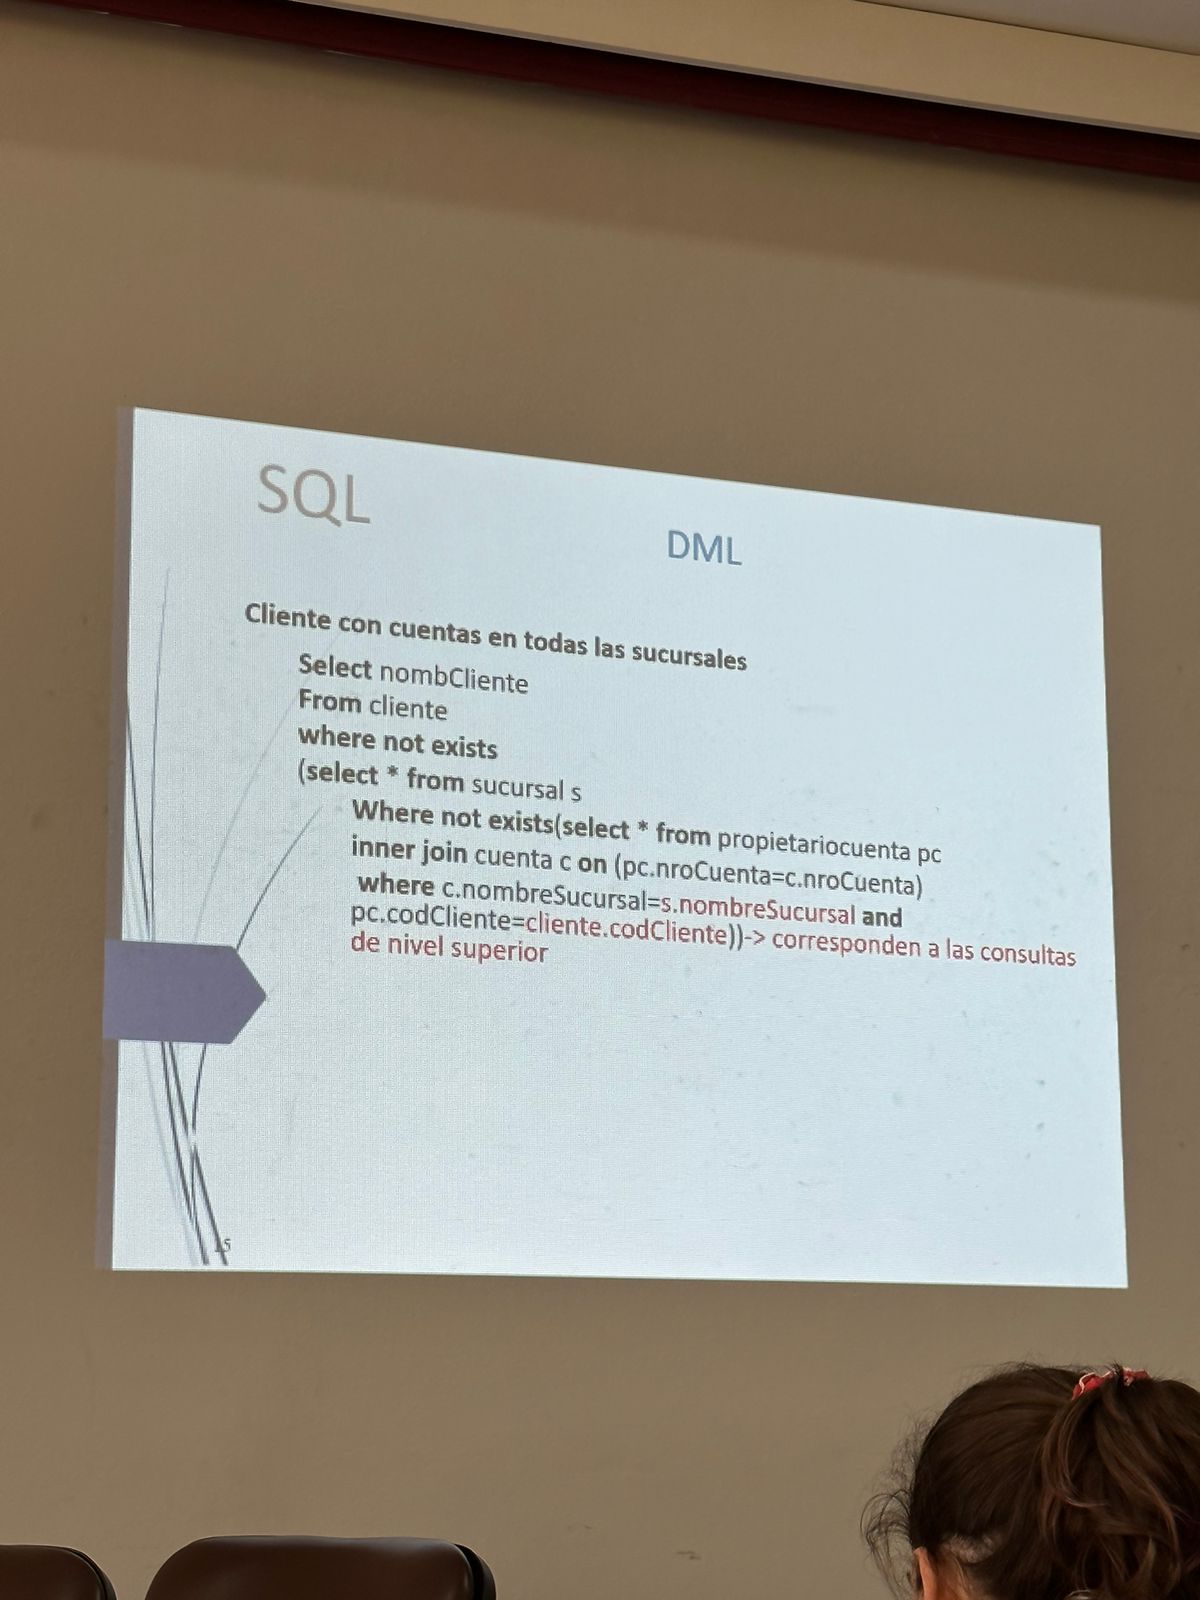 SQL
DML
Cliente con cuentas en todas las sucursales
Select nombCliente
From cliente
where not exists
(select * from sucursal s
Where not exists(select * from propietariocuenta pc
inner join cuenta c on (pc.nroCuenta=c.nroCuenta)
where c.nombreSucursal=s.nombreSucursal and
pc.codCliente=cliente.codCliente))-> corresponden a las consultas
de nivel superior